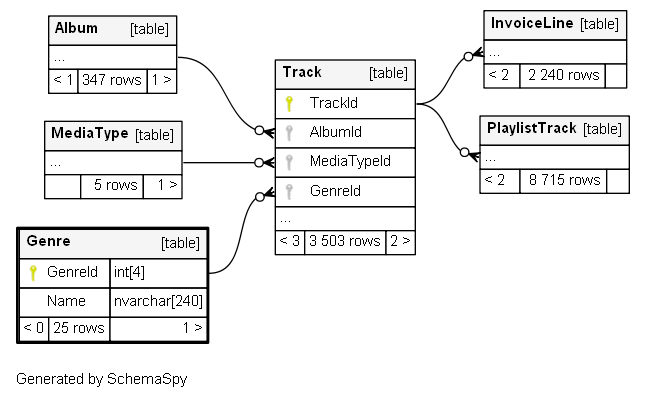 Album [table]
...
< 1 347 rows 1 >
MediaType [table]
...
5 rows 1 >
Genre [table]
GenreId int[4]
Name nvarchar[240]
< 0 25 rows 1 >
Track [table]
TrackId
AlbumId
MediaTypeId
GenreId
...
< 3 3 503 rows 2 >
InvoiceLine [table]
...
< 2 2 240 rows
PlaylistTrack [table]
...
< 2 8 715 rows
Generated by SchemaSpy